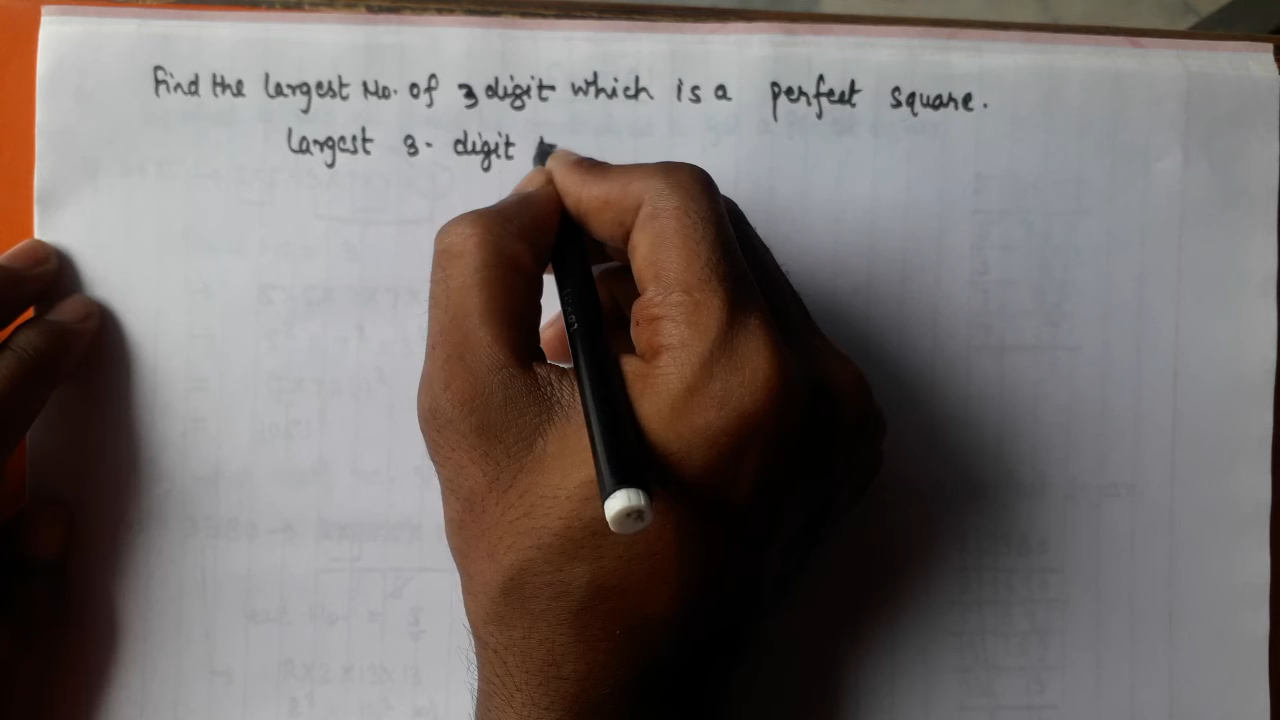 Find the largest No. of 3 digit which is a perfect square.
Largest 3- digit